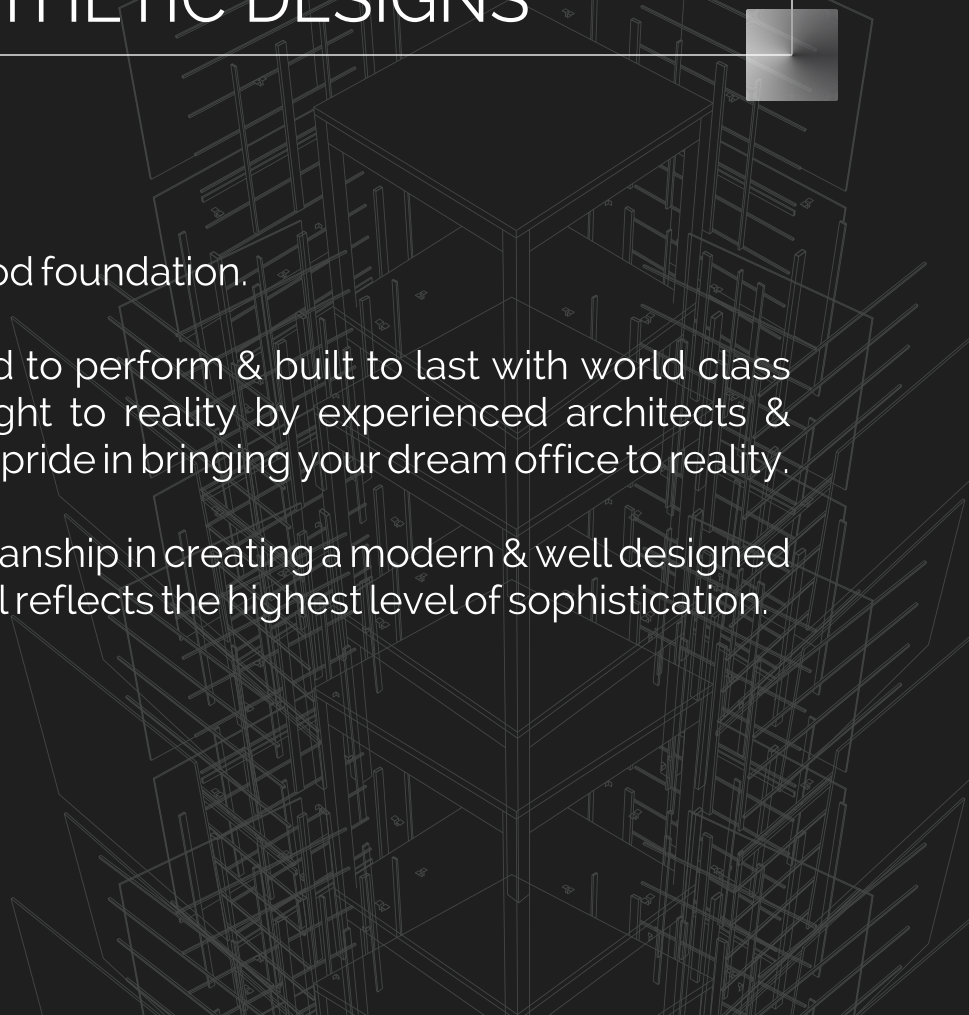 THETIC DESIGNS
od foundation.
d to perform & built to last with world class
ght to reality by experienced architects &
pride in bringing your dream office to reality.
anship in creating a modern & well designed
l reflects the highest level of sophistication.